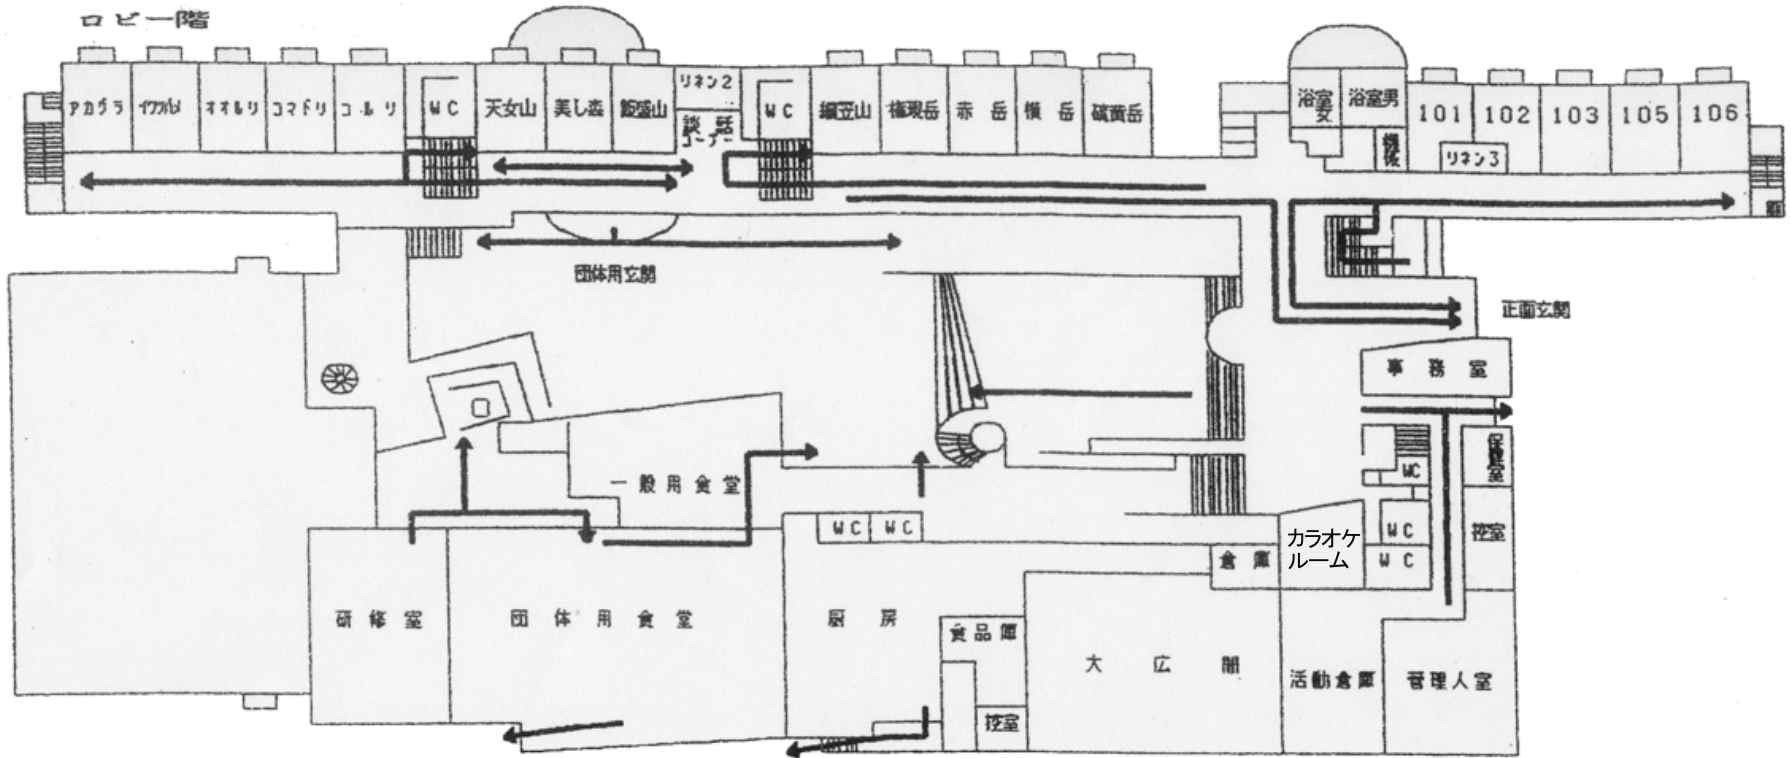 ロビー階
アカゲラ
イワツバメ
オオルリ
コマドリ
コルリ
WC
天女山
美し森
飯盛山
リネン2
談話
コーナー
WC
編笠山
権現岳
赤岳
横岳
硫黄岳
浴室女
浴室男
機械
101
102
103
105
106
リネン3
団体用玄関
正面玄関
事務室
保健室
WC
控室
一般用食堂
WC
WC
倉庫
カラオケ
ルーム
WC
WC
研修室
団体用食堂
厨房
食品庫
控室
大広間
活動倉庫
管理人室